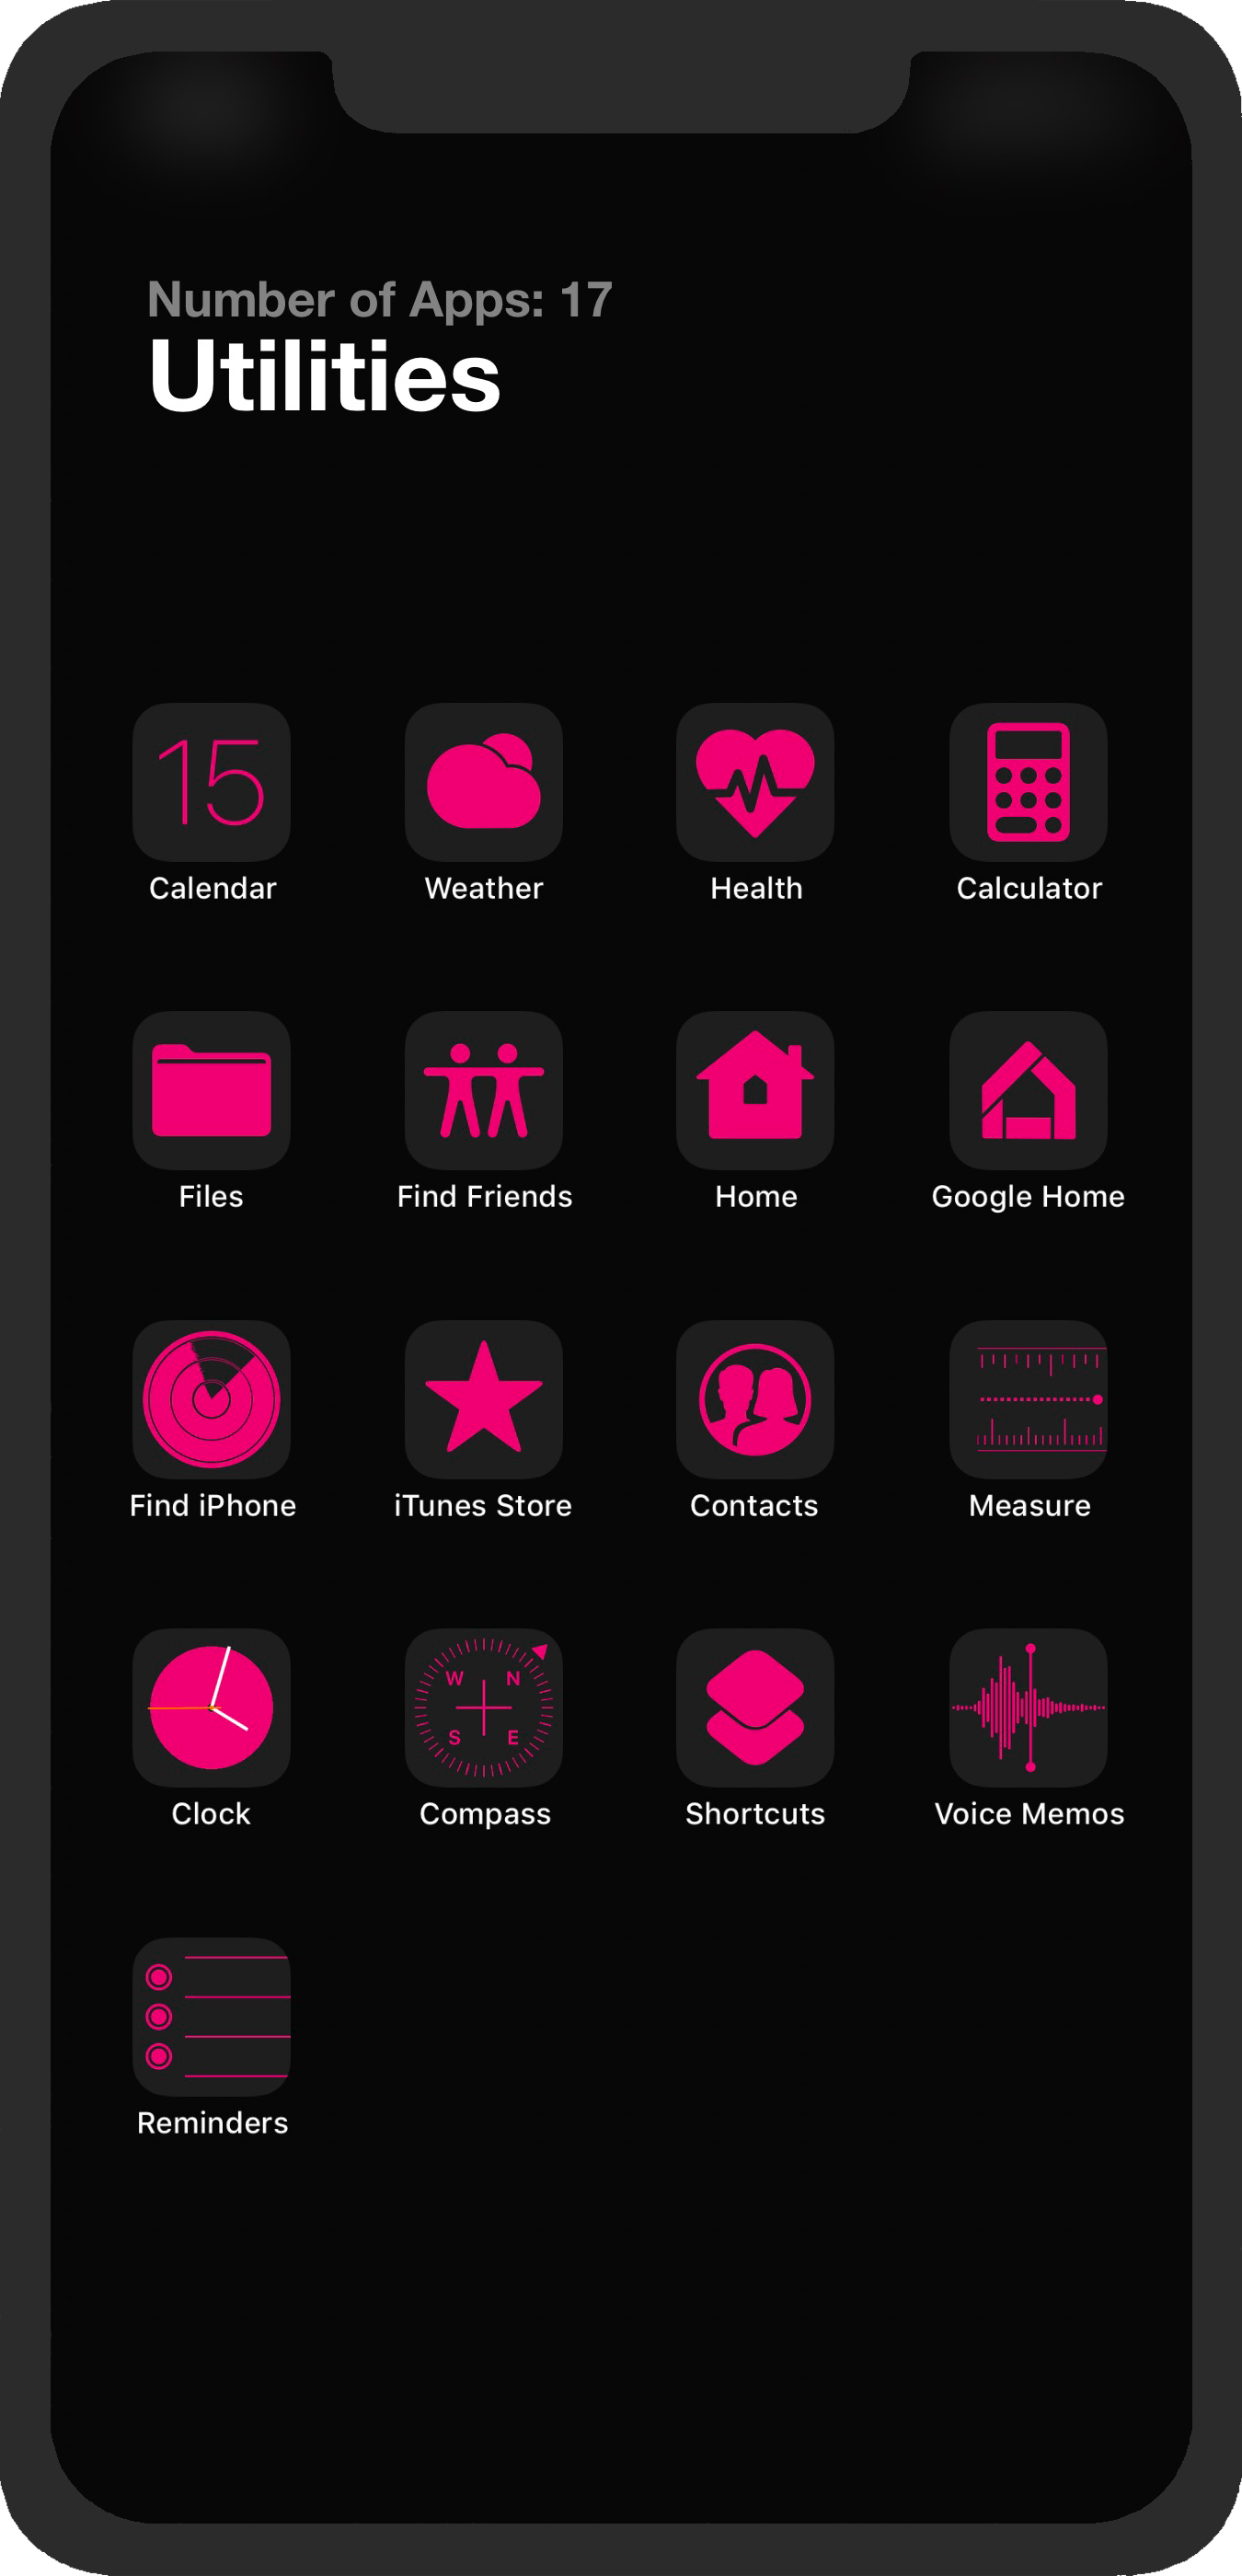 Number of Apps: 17
Utilities
15
Calendar Weather Health Calculator
Files Find Friends Home Google Home
Find iPhone iTunes Store Contacts Measure
W N
S E
Clock Compass Shortcuts Voice Memos
Reminders